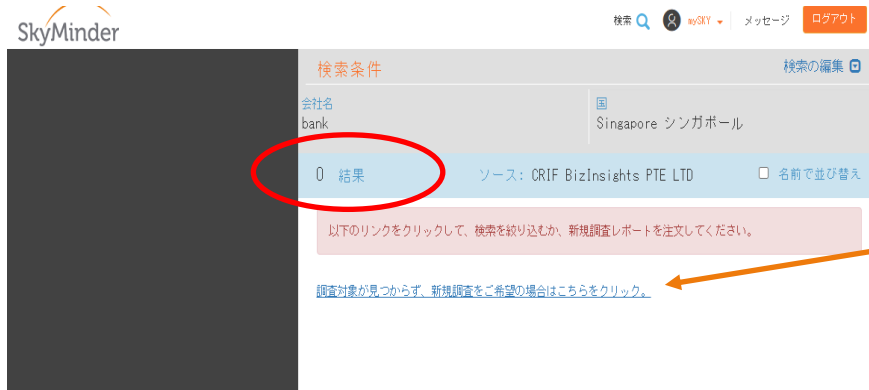 SkyMinder
検索 mySKY メッセージ ログアウト
検索条件 検索の編集
会社名 国
bank Singapore シンガポール
0 結果 ソース: CRIF BizInsights PTE LTD 名前で並び替え
以下のリンクをクリックして、検索を絞り込むか、新規調査レポートを注文してください。
調査対象が見つからず、新規調査をご希望の場合はこちらをクリック。